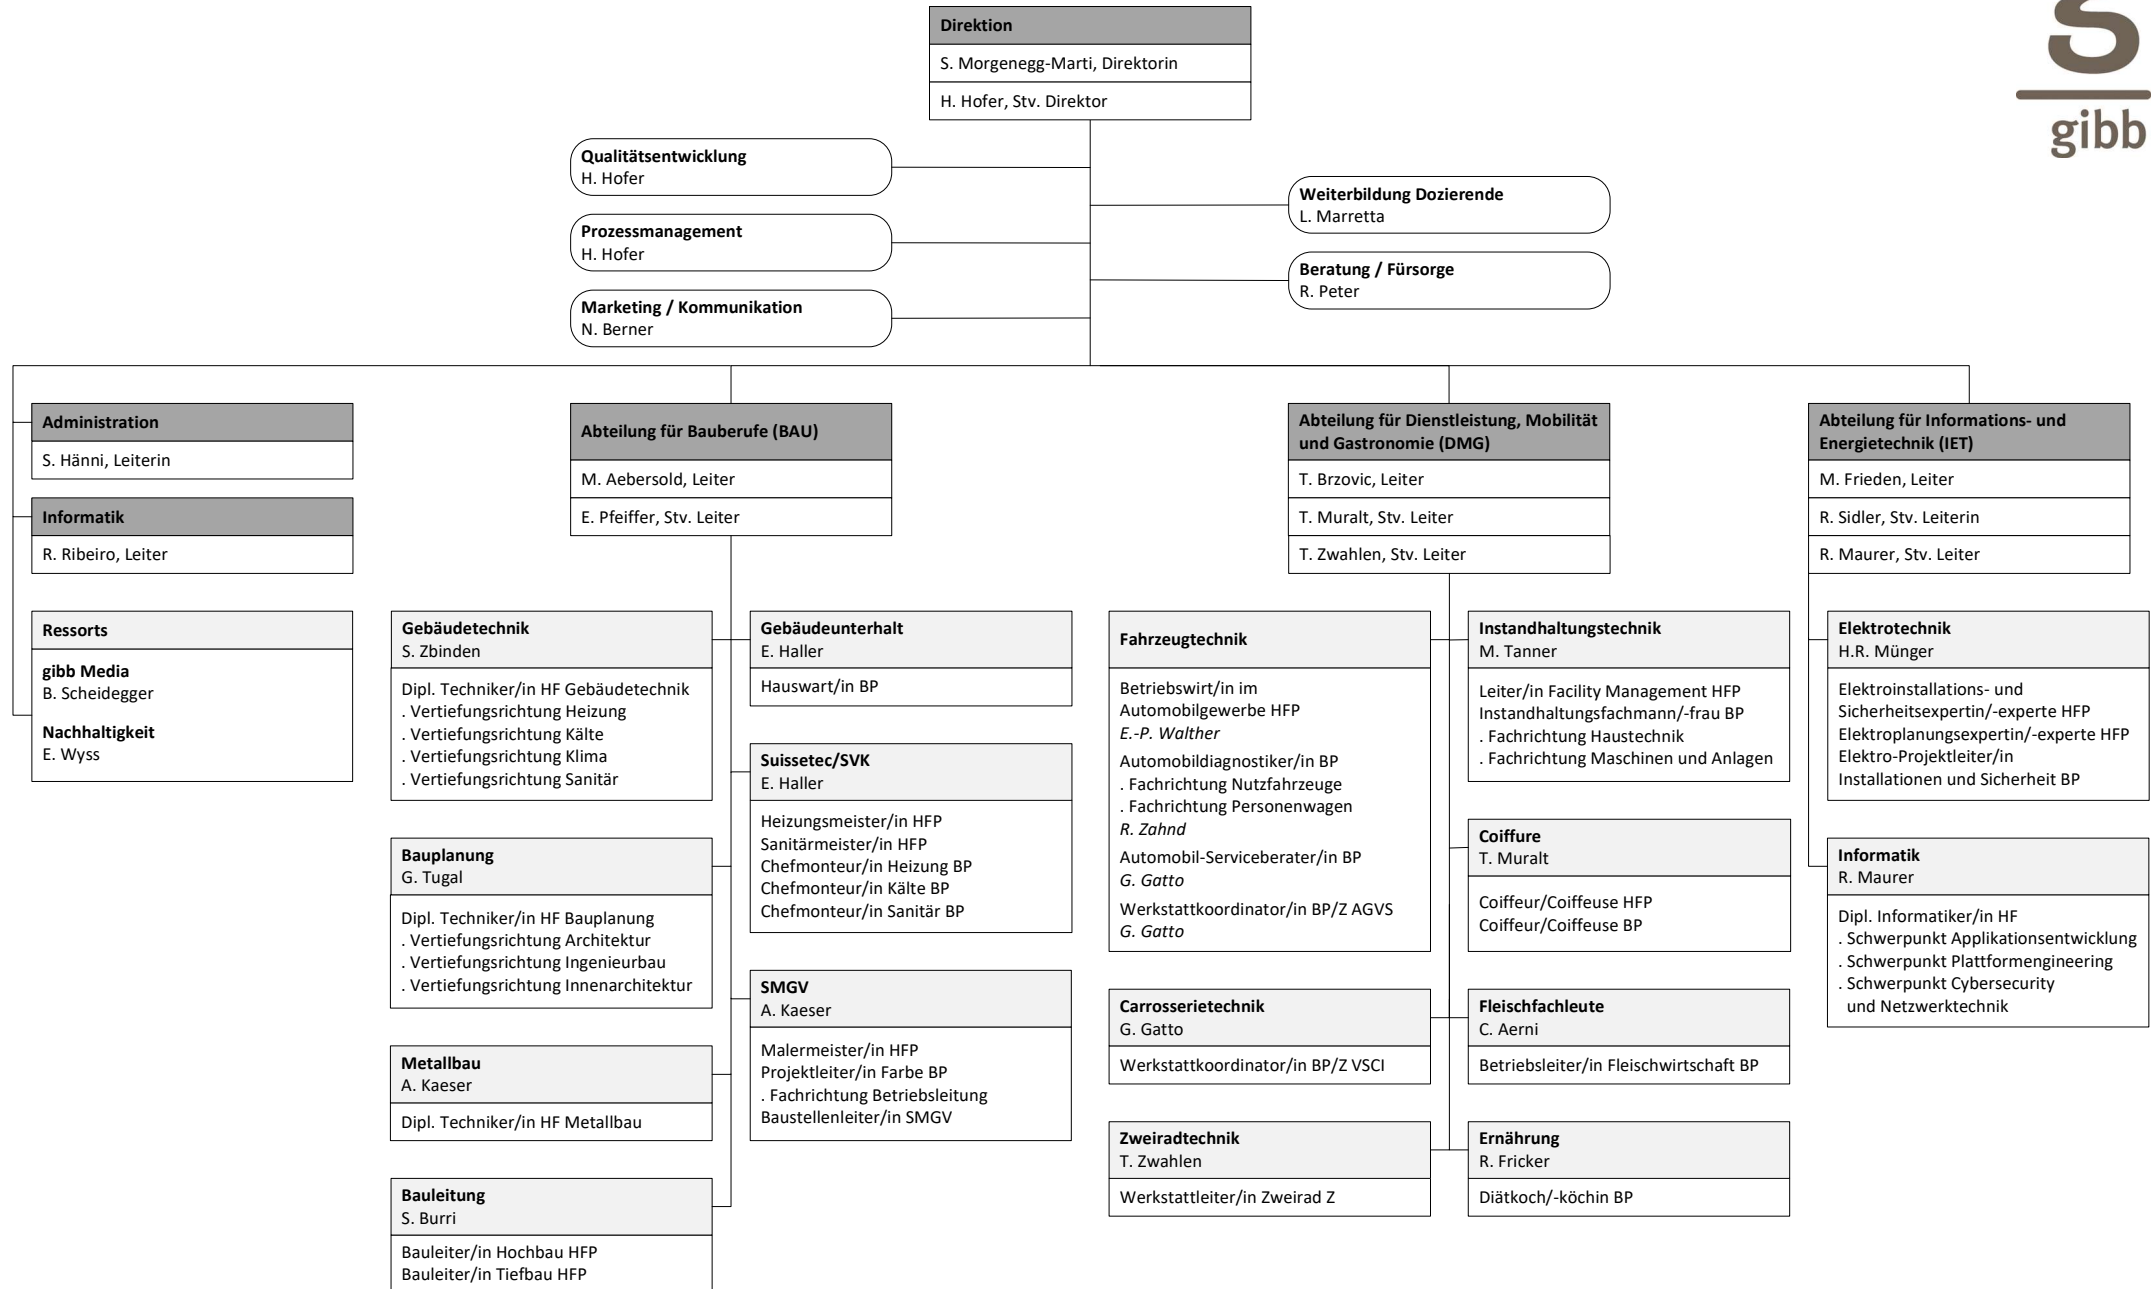 Direktion
S. Morgenegg-Marti, Direktorin
H. Hofer, Stv. Direktor
S
gibb
Qualitätsentwicklung
H. Hofer
Prozessmanagement
H. Hofer
Marketing / Kommunikation
N. Berner
Weiterbildung Dozierende
L. Marretta
Beratung / Fürsorge
R. Peter
Administration
S. Hänni, Leiterin
Informatik
R. Ribeiro, Leiter
Ressorts
gibb Media
B. Scheidegger
Nachhaltigkeit
E. Wyss
Abteilung für Bauberufe (BAU)
M. Aebersold, Leiter
E. Pfeiffer, Stv. Leiter
Gebäudetechnik
S. Zbinden
Dipl. Techniker/in HF Gebäudetechnik
. Vertiefungsrichtung Heizung
. Vertiefungsrichtung Kälte
. Vertiefungsrichtung Klima
. Vertiefungsrichtung Sanitär
Bauplanung
G. Tugal
Dipl. Techniker/in HF Bauplanung
. Vertiefungsrichtung Architektur
. Vertiefungsrichtung Ingenieurbau
. Vertiefungsrichtung Innenarchitektur
Metallbau
A. Kaeser
Dipl. Techniker/in HF Metallbau
Bauleitung
S. Burri
Bauleiter/in Hochbau HFP
Bauleiter/in Tiefbau HFP
Gebäudeunterhalt
E. Haller
Hauswart/in BP
Suissetec/SVK
E. Haller
Heizungsmeister/in HFP
Sanitärmeister/in HFP
Chefmonteur/in Heizung BP
Chefmonteur/in Kälte BP
Chefmonteur/in Sanitär BP
SMGV
A. Kaeser
Malermeister/in HFP
Projektleiter/in Farbe BP
. Fachrichtung Betriebsleitung
Baustellenleiter/in SMGV
Abteilung für Dienstleistung, Mobilität
und Gastronomie (DMG)
T. Brzovic, Leiter
T. Muralt, Stv. Leiter
T. Zwahlen, Stv. Leiter
Fahrzeugtechnik
Betriebswirt/in im
Automobilgewerbe HFP
E.-P. Walther
Automobildiagnostiker/in BP
. Fachrichtung Nutzfahrzeuge
. Fachrichtung Personenwagen
R. Zahnd
Automobil-Serviceberater/in BP
G. Gatto
Werkstattkoordinator/in BP/Z AGVS
G. Gatto
Carrosserietechnik
G. Gatto
Werkstattkoordinator/in BP/Z VSCI
Zweiradtechnik
T. Zwahlen
Werkstattleiter/in Zweirad Z
Instandhaltungstechnik
M. Tanner
Leiter/in Facility Management HFP
Instandhaltungsfachmann/-frau BP
. Fachrichtung Haustechnik
. Fachrichtung Maschinen und Anlagen
Coiffure
T. Muralt
Coiffeur/Coiffeuse HFP
Coiffeur/Coiffeuse BP
Fleischfachleute
C. Aerni
Betriebsleiter/in Fleischwirtschaft BP
Ernährung
R. Fricker
Diätkoch/-köchin BP
Abteilung für Informations- und
Energietechnik (IET)
M. Frieden, Leiter
R. Sidler, Stv. Leiterin
R. Maurer, Stv. Leiter
Elektrotechnik
H.R. Münger
Elektroinstallations- und
Sicherheitsexpertin/-experte HFP
Elektroplanungsexpertin/-experte HFP
Elektro-Projektleiter/in
Installationen und Sicherheit BP
Informatik
R. Maurer
Dipl. Informatiker/in HF
. Schwerpunkt Applikationsentwicklung
. Schwerpunkt Plattformengineering
. Schwerpunkt Cybersecurity
und Netzwerktechnik